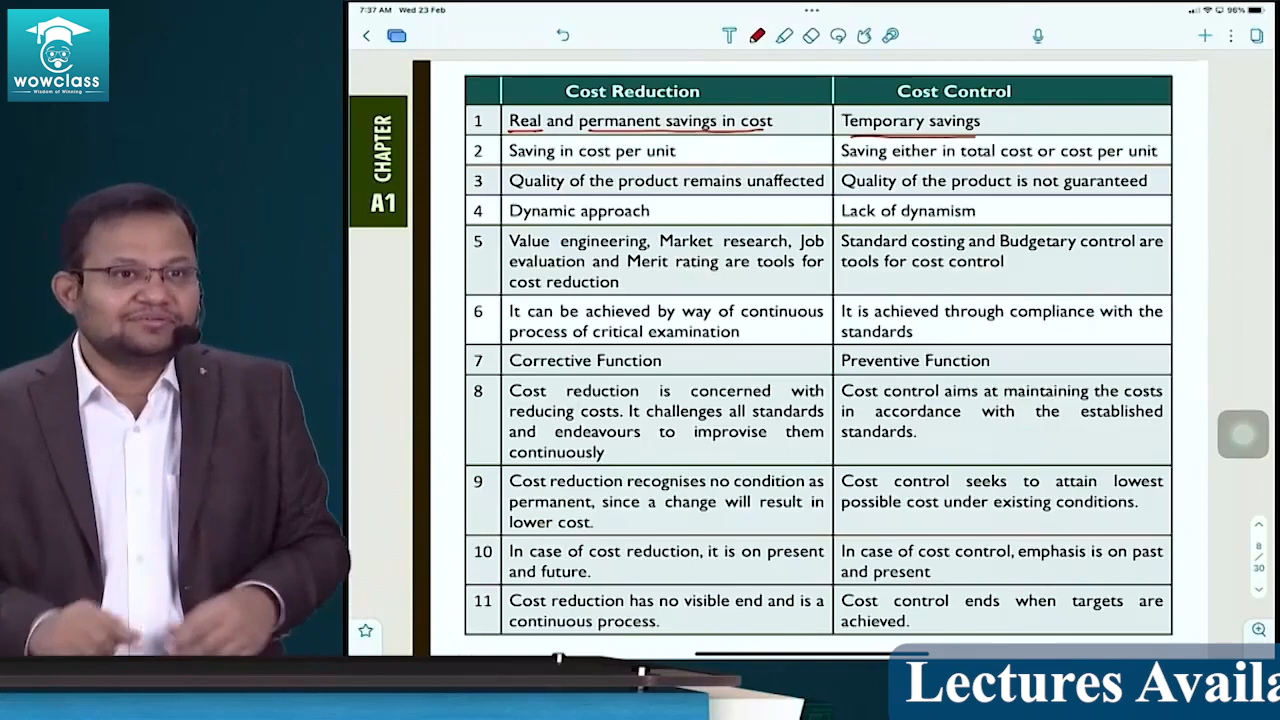 wowclass
Wisdom of Winning
7:37 AM Wed 23 Feb
96%
CHAPTER
A1
Cost Reduction
Cost Control
1
Real and permanent savings in cost
Temporary savings
2
Saving in cost per unit
Saving either in total cost or cost per unit
3
Quality of the product remains unaffected
Quality of the product is not guaranteed
4
Dynamic approach
Lack of dynamism
5
Value engineering, Market research, Job
evaluation and Merit rating are tools for
cost reduction
Standard costing and Budgetary control are
tools for cost control
6
It can be achieved by way of continuous
process of critical examination
It is achieved through compliance with the
standards
7
Corrective Function
Preventive Function
8
Cost reduction is concerned with
reducing costs. It challenges all standards
and endeavours to improvise them
continuously
Cost control aims at maintaining the costs
in accordance with the established
standards.
9
Cost reduction recognises no condition as
permanent, since a change will result in
lower cost.
Cost control seeks to attain lowest
possible cost under existing conditions.
10
In case of cost reduction, it is on present
and future.
In case of cost control, emphasis is on past
and present
11
Cost reduction has no visible end and is a
continuous process.
Cost control ends when targets are
achieved.
8
/
30
Lectures Availa